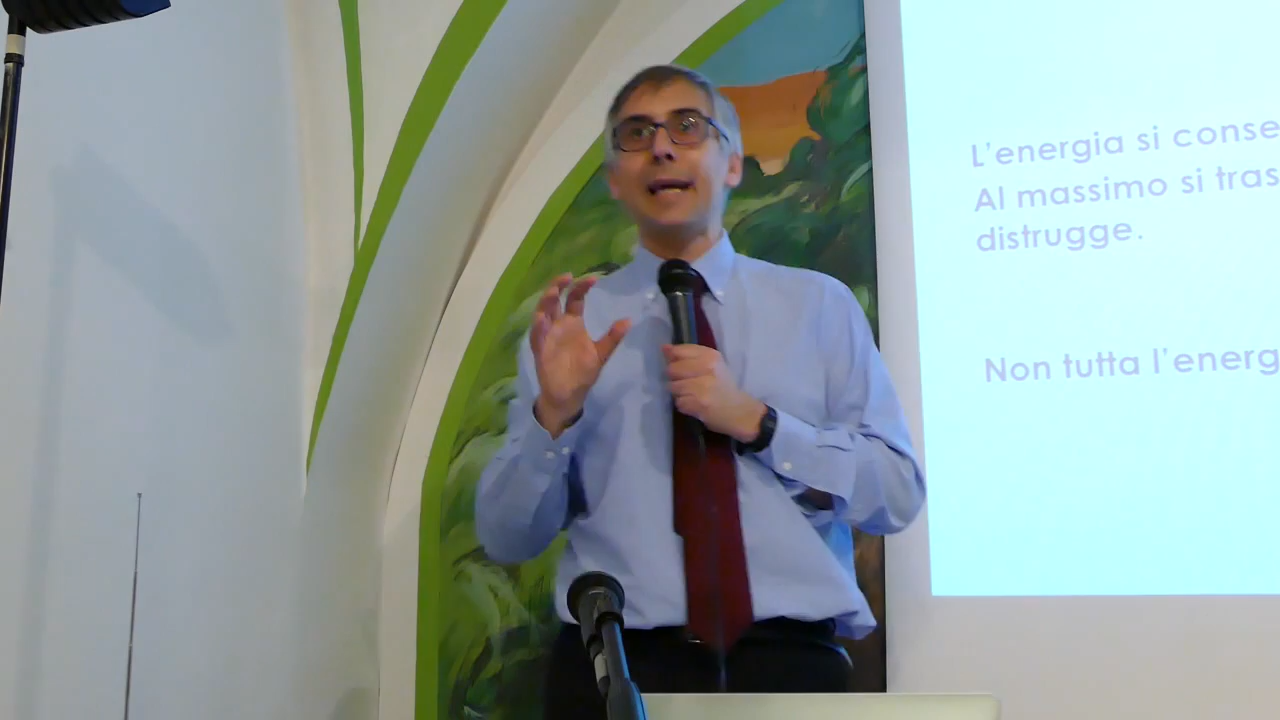 L'energia si conse
Al massimo si tras
distrugge.
Non tutta l'energ